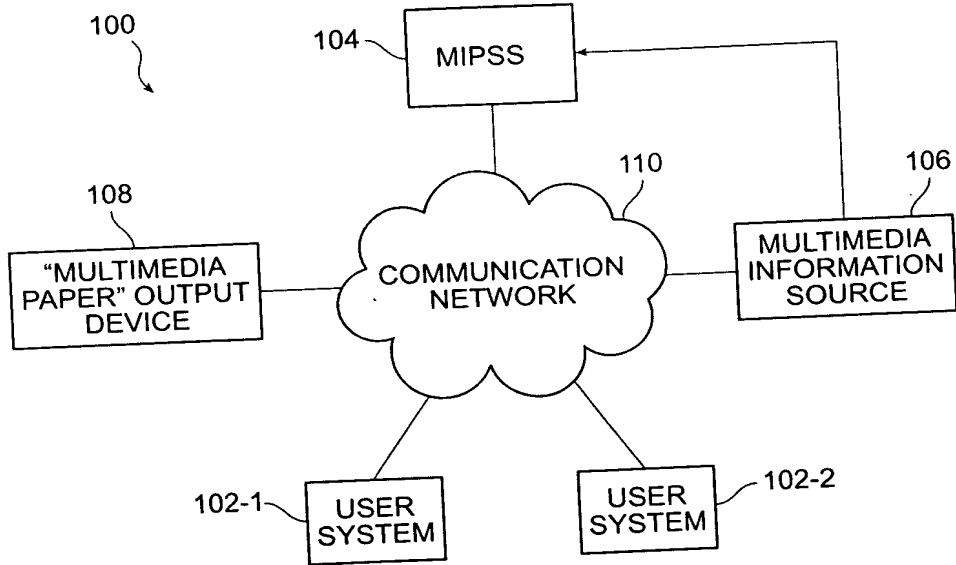 100
104
MIPSS
110
106
108
"MULTIMEDIA
PAPER" OUTPUT
DEVICE
COMMUNICATION
NETWORK
MULTIMEDIA
INFORMATION
SOURCE
102-1
USER
SYSTEM
USER
SYSTEM
102-2